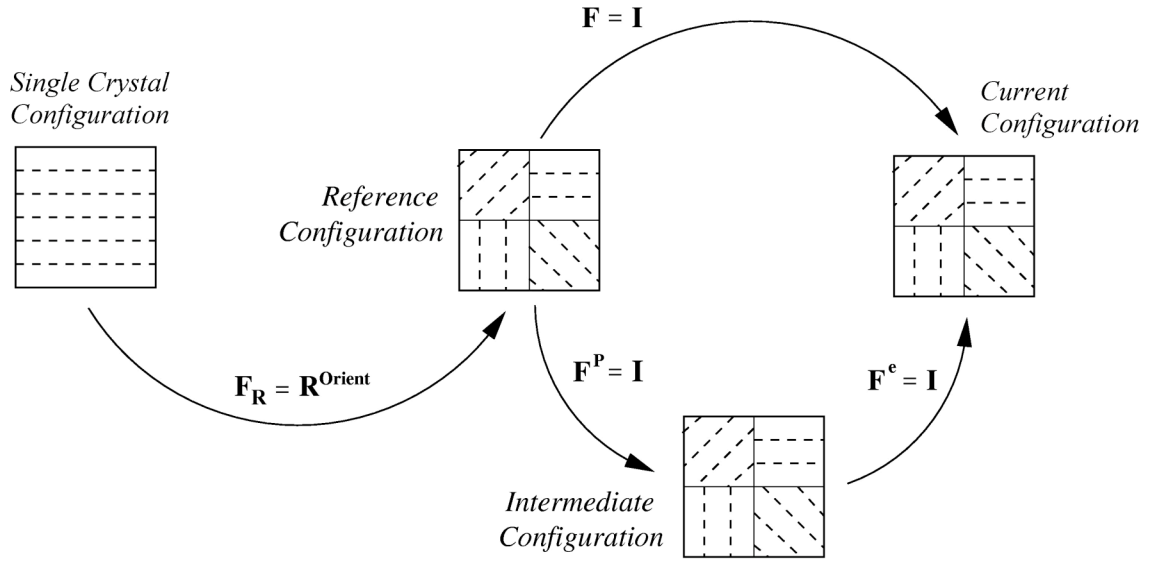 F = I
Single Crystal
Configuration
Current
Configuration
Reference
Configuration
F_R = R^Orient
F^P = I
F^e = I
Intermediate
Configuration